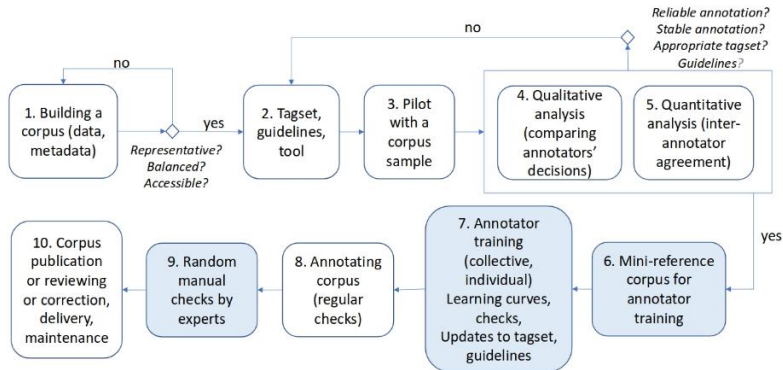 Reliable annotation?
Stable annotation?
Appropriate tagset?
Guidelines?
no
no
1. Building a
corpus (data,
metadata)
yes
Representative?
Balanced?
Accessible?
2. Tagset,
guidelines,
tool
3. Pilot
with a
corpus
sample
4. Qualitative
analysis
(comparing
annotators'
decisions)
5. Quantitative
analysis (inter-
annotator
agreement)
yes
10. Corpus
publication
or reviewing
or correction,
delivery,
maintenance
9. Random
manual
checks by
experts
8. Annotating
corpus
(regular
checks)
7. Annotator
training
(collective,
individual)
Learning curves,
checks,
Updates to tagset,
guidelines
6. Mini-reference
corpus for
annotator
training